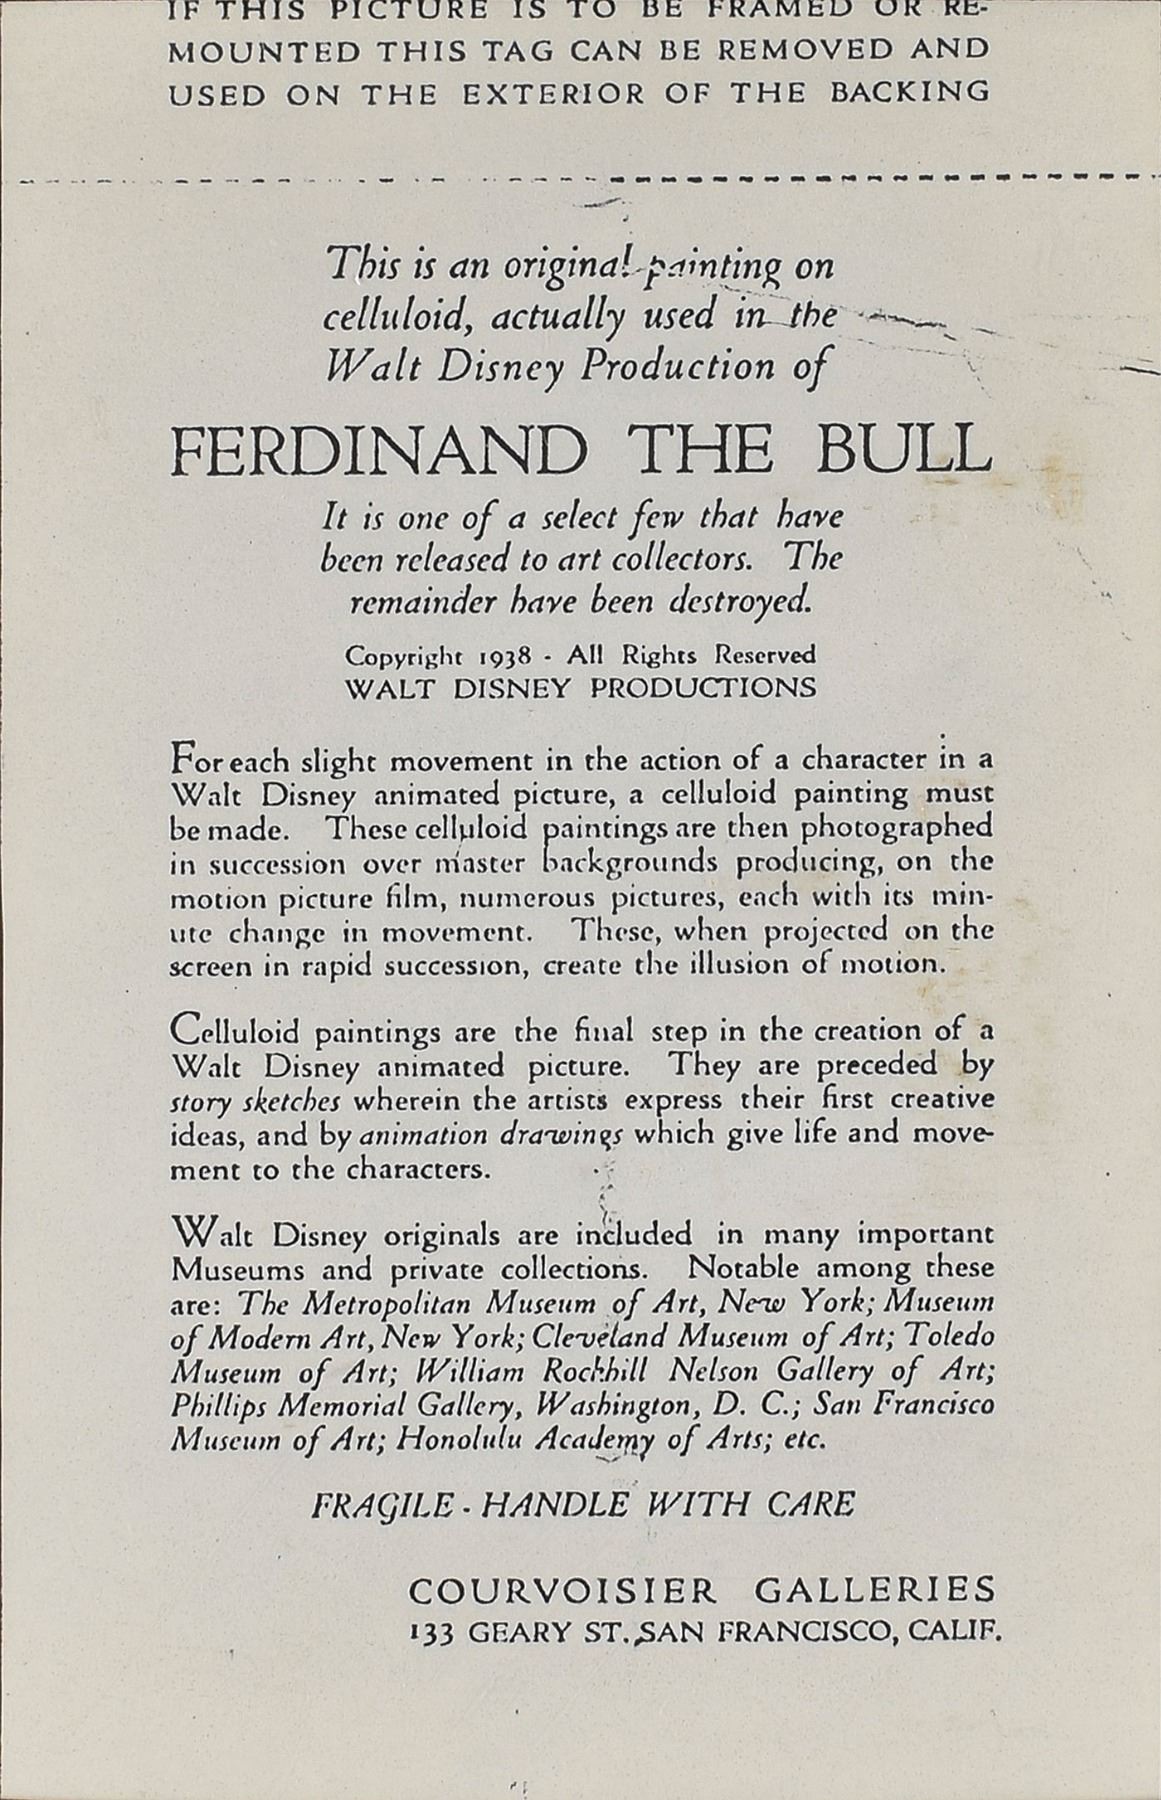 IF THIS PICTURE IS TO BE FRAMED OR RE-
MOUNTED THIS TAG CAN BE REMOVED AND
USED ON THE EXTERIOR OF THE BACKING
This is an original painting on
celluloid, actually used in the
Walt Disney Production of
FERDINAND THE BULL
It is one of a select few that have
been released to art collectors. The
remainder have been destroyed.
Copyright 1938 - All Rights Reserved
WALT DISNEY PRODUCTIONS
For each slight movement in the action of a character in a
Walt Disney animated picture, a celluloid painting must
be made. These celluloid paintings are then photographed
in succession over master backgrounds producing, on the
motion picture film, numerous pictures, each with its min-
ute change in movement. These, when projected on the
screen in rapid succession, create the illusion of motion.
Celluloid paintings are the final step in the creation of a
Walt Disney animated picture. They are preceded by
story sketches wherein the artists express their first creative
ideas, and by animation drawings which give life and move-
ment to the characters.
Walt Disney originals are included in many important
Museums and private collections. Notable among these
are: The Metropolitan Museum of Art, New York; Museum
of Modern Art, New York; Cleveland Museum of Art; Toledo
Museum of Art; William Rockhill Nelson Gallery of Art;
Phillips Memorial Gallery, Washington, D. C.; San Francisco
Museum of Art; Honolulu Academy of Arts; etc.
FRAGILE - HANDLE WITH CARE
COURVOISIER GALLERIES
133 GEARY ST., SAN FRANCISCO, CALIF.